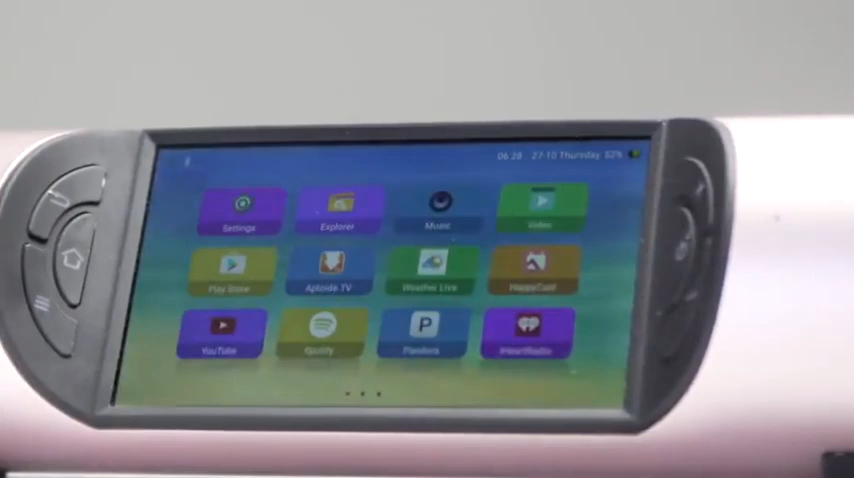 06:28 27-10 Thursday 52%
Settings Explorer Music Video
Play Store Aptoide TV Weather Live HappyCast
YouTube Spotify P Pandora iHeartRadio